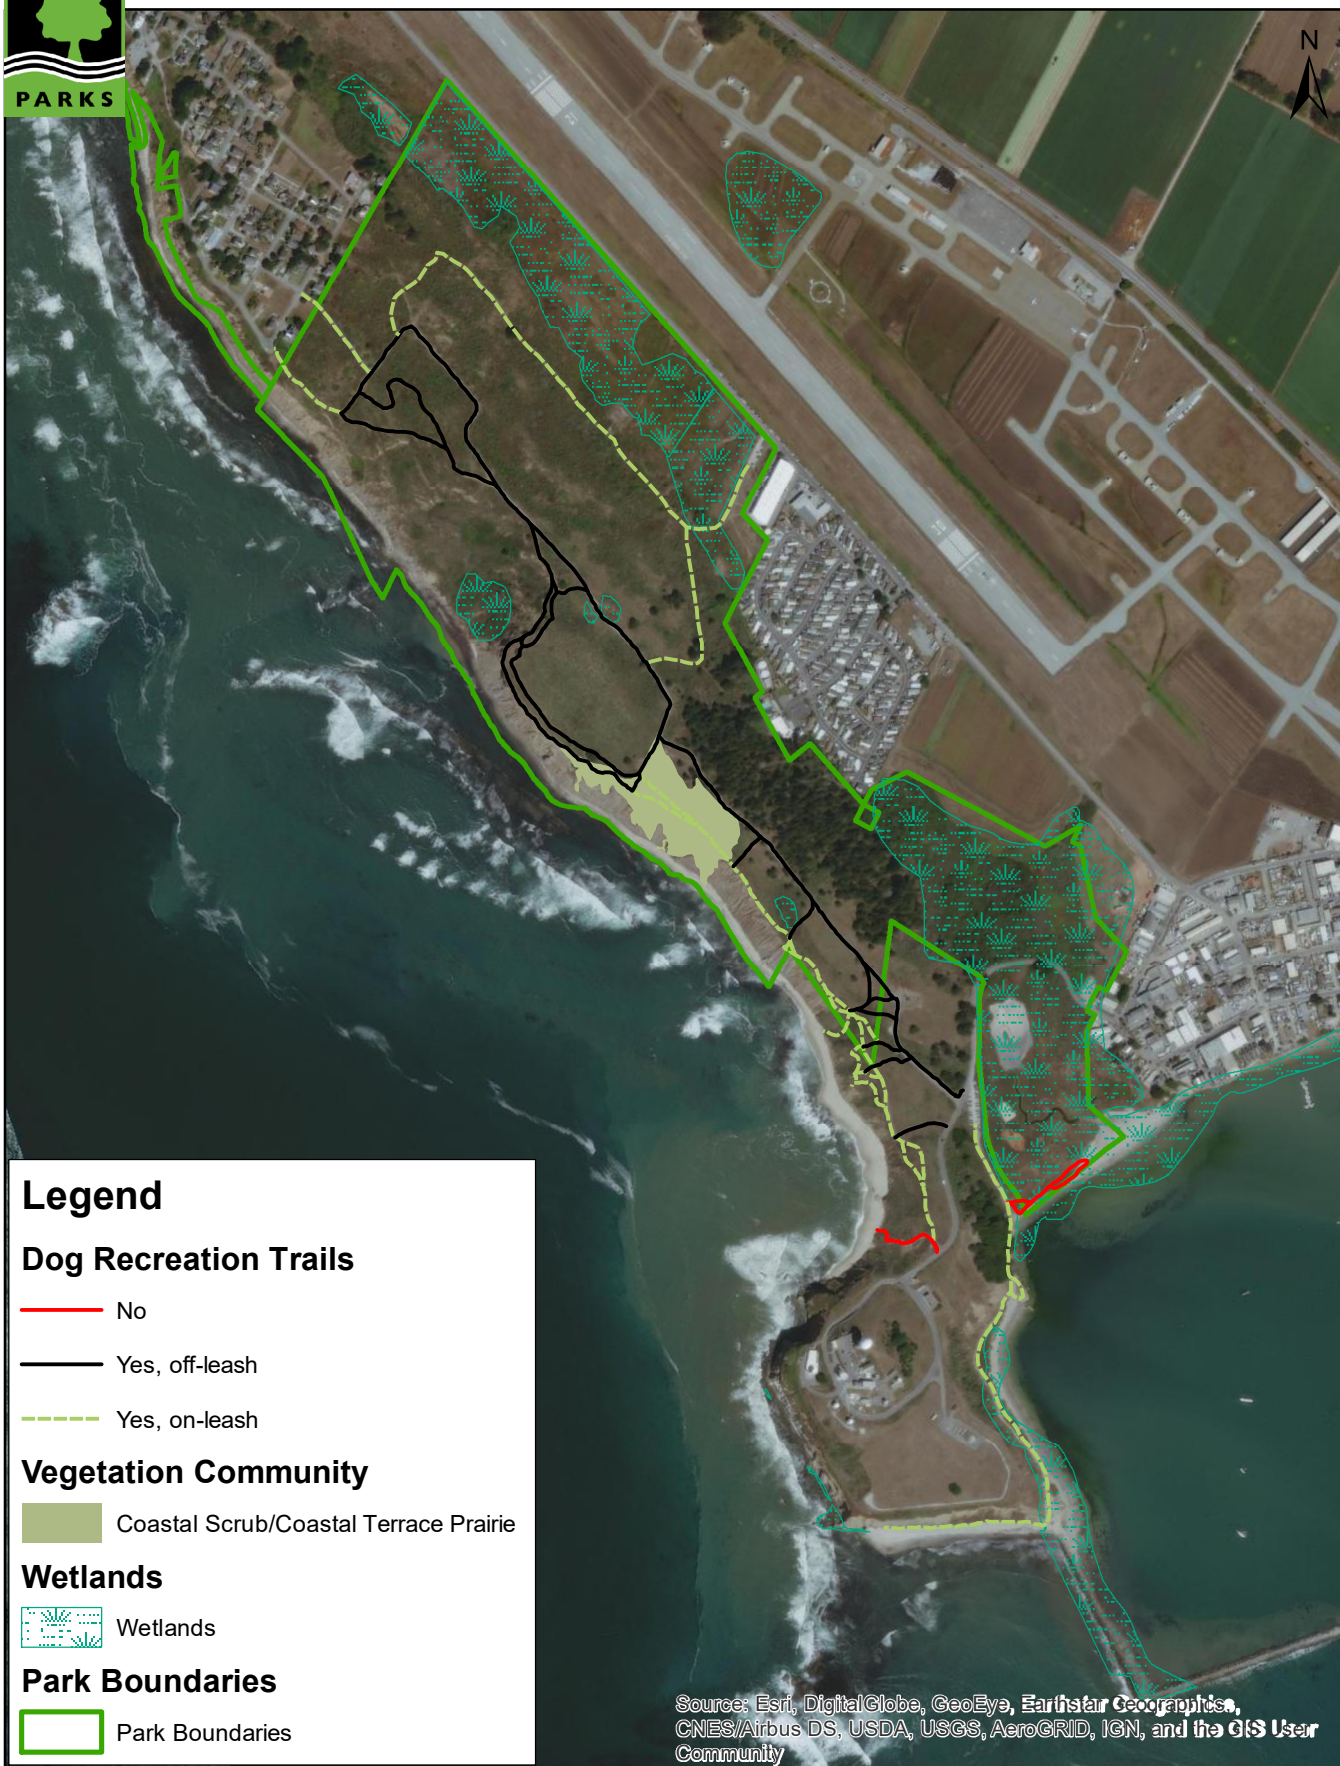 PARKS
N
Legend
Dog Recreation Trails
No
Yes, off-leash
Yes, on-leash
Vegetation Community
Coastal Scrub/Coastal Terrace Prairie
Wetlands
Wetlands
Park Boundaries
Park Boundaries
Source: Esri, DigitalGlobe, GeoEye, Earthstar Geographics,
CNES/Airbus DS, USDA, USGS, AeroGRID, IGN, and the GIS User
Community